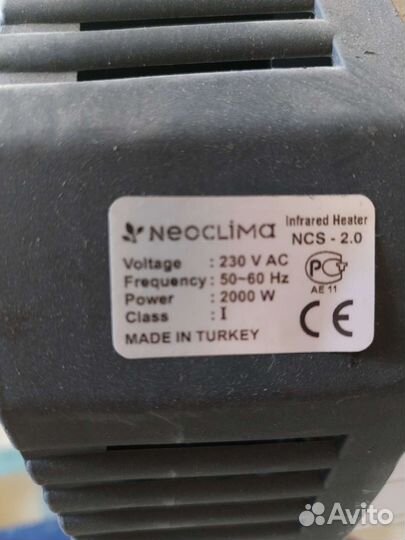 NEOCLIMA
Infrared Heater
NCS - 2.0
Voltage : 230 V AC
Frequency : 50~60 Hz
Power : 2000 W
Class : I
MADE IN TURKEY
РСТ
AE 11
CE
Avito